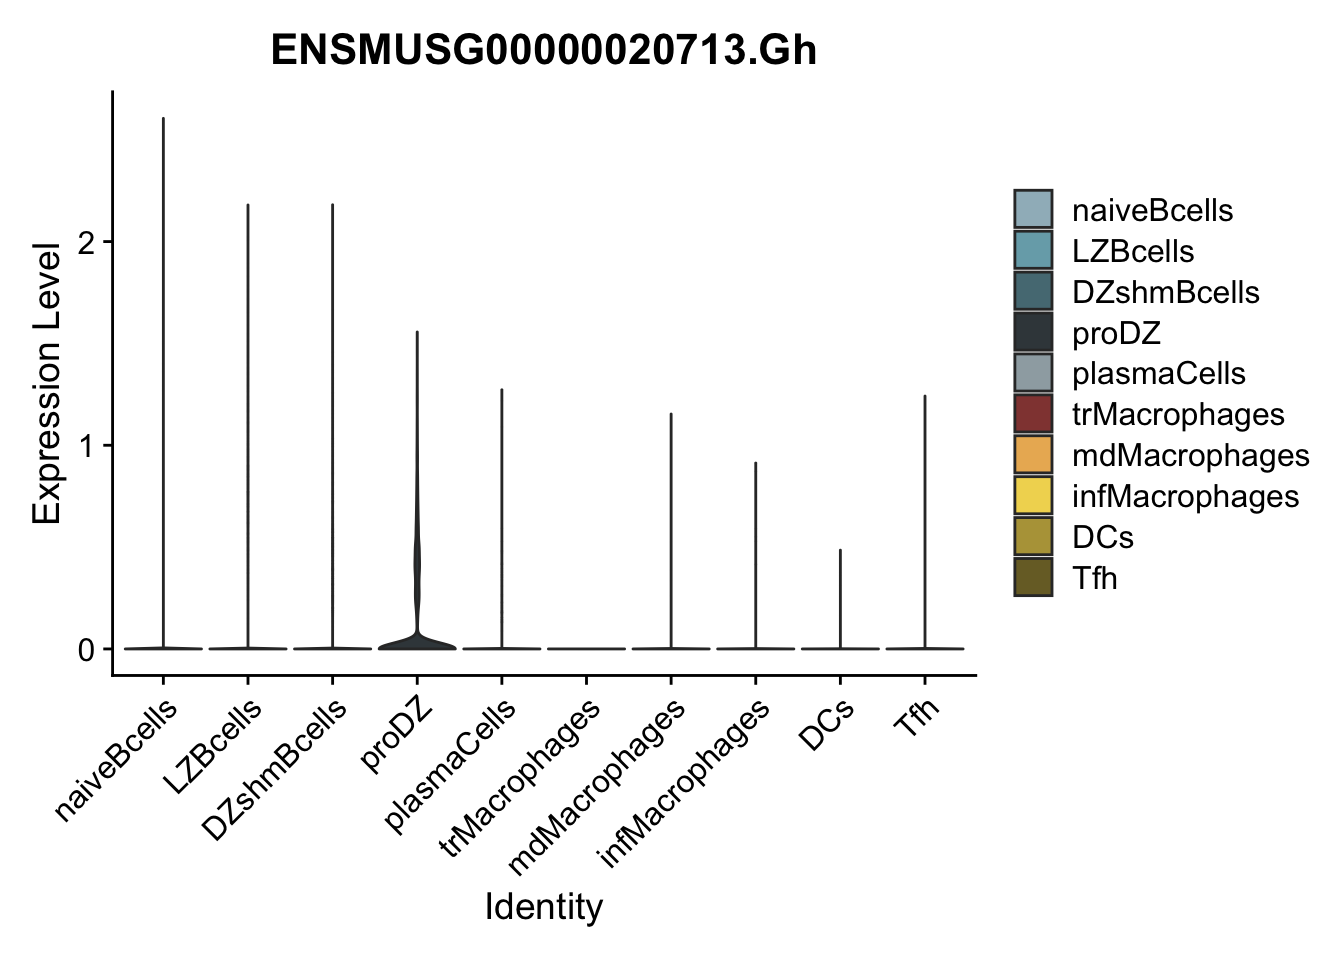 ENSMUSG00000020713.Gh
Expression Level
2
1
0
naiveBcells
LZBcells
DZshmBcells
proDZ
plasmaCells
trMacrophages
mdMacrophages
infMacrophages
DCs
Tfh
Identity
naiveBcells
LZBcells
DZshmBcells
proDZ
plasmaCells
trMacrophages
mdMacrophages
infMacrophages
DCs
Tfh